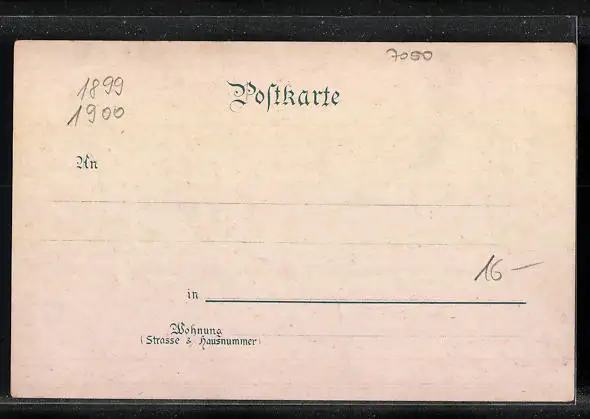 7050
1899
1900
Poſtkarte
An
16 —
in
Wohnung
(Strasse & Hausnummer)